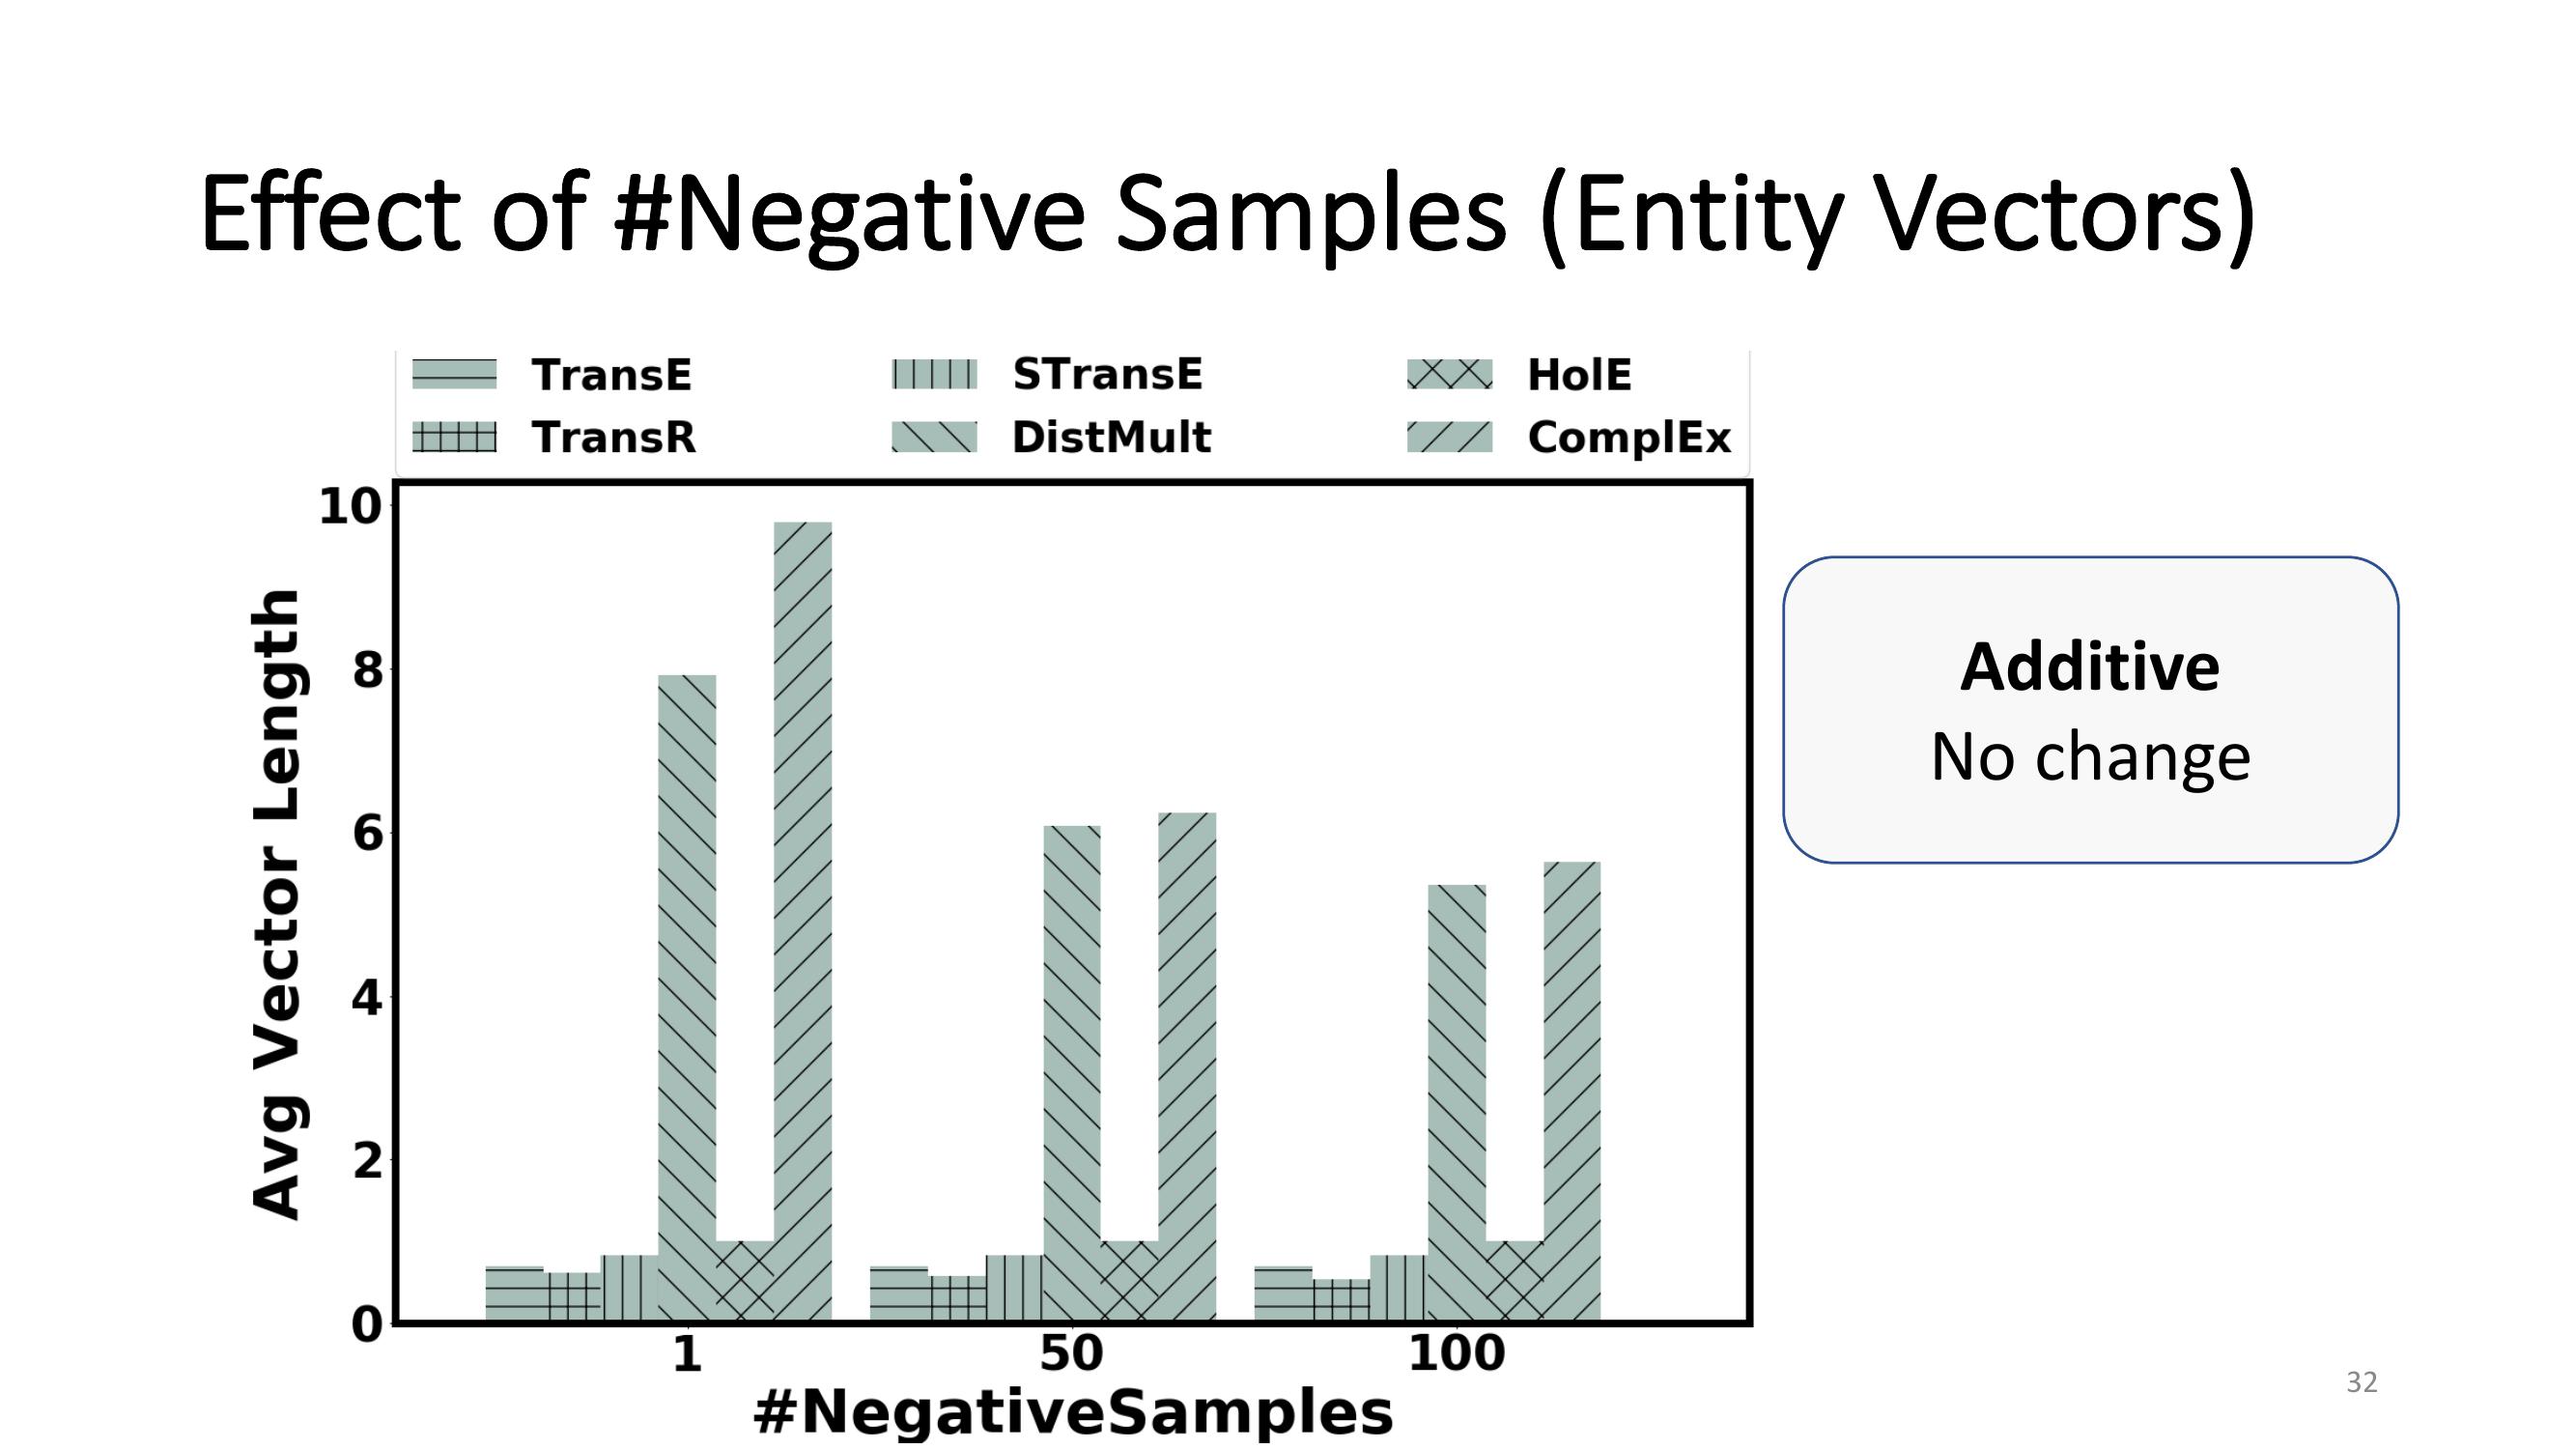 Effect of #Negative Samples (Entity Vectors)
TransE STransE HolE
TransR DistMult ComplEx
10
8
6
4
2
0
Avg Vector Length
1 50 100
#NegativeSamples
Additive
No change
32